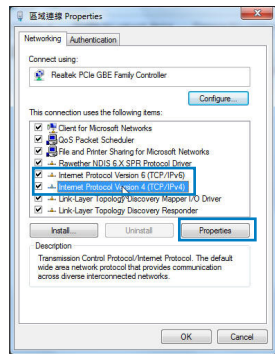 區域連線 Properties
Networking Authentication
Connect using:
Realtek PCIe GBE Family Controller
Configure...
This connection uses the following items:
Client for Microsoft Networks
QoS Packet Scheduler
File and Printer Sharing for Microsoft Networks
Rawether NDIS 6.X SPR Protocol Driver
Internet Protocol Version 6 (TCP/IPv6)
Internet Protocol Version 4 (TCP/IPv4)
Link-Layer Topology Discovery Mapper I/O Driver
Link-Layer Topology Discovery Responder
Install... Uninstall Properties
Description
Transmission Control Protocol/Internet Protocol. The default
wide area network protocol that provides communication
across diverse interconnected networks.
OK Cancel